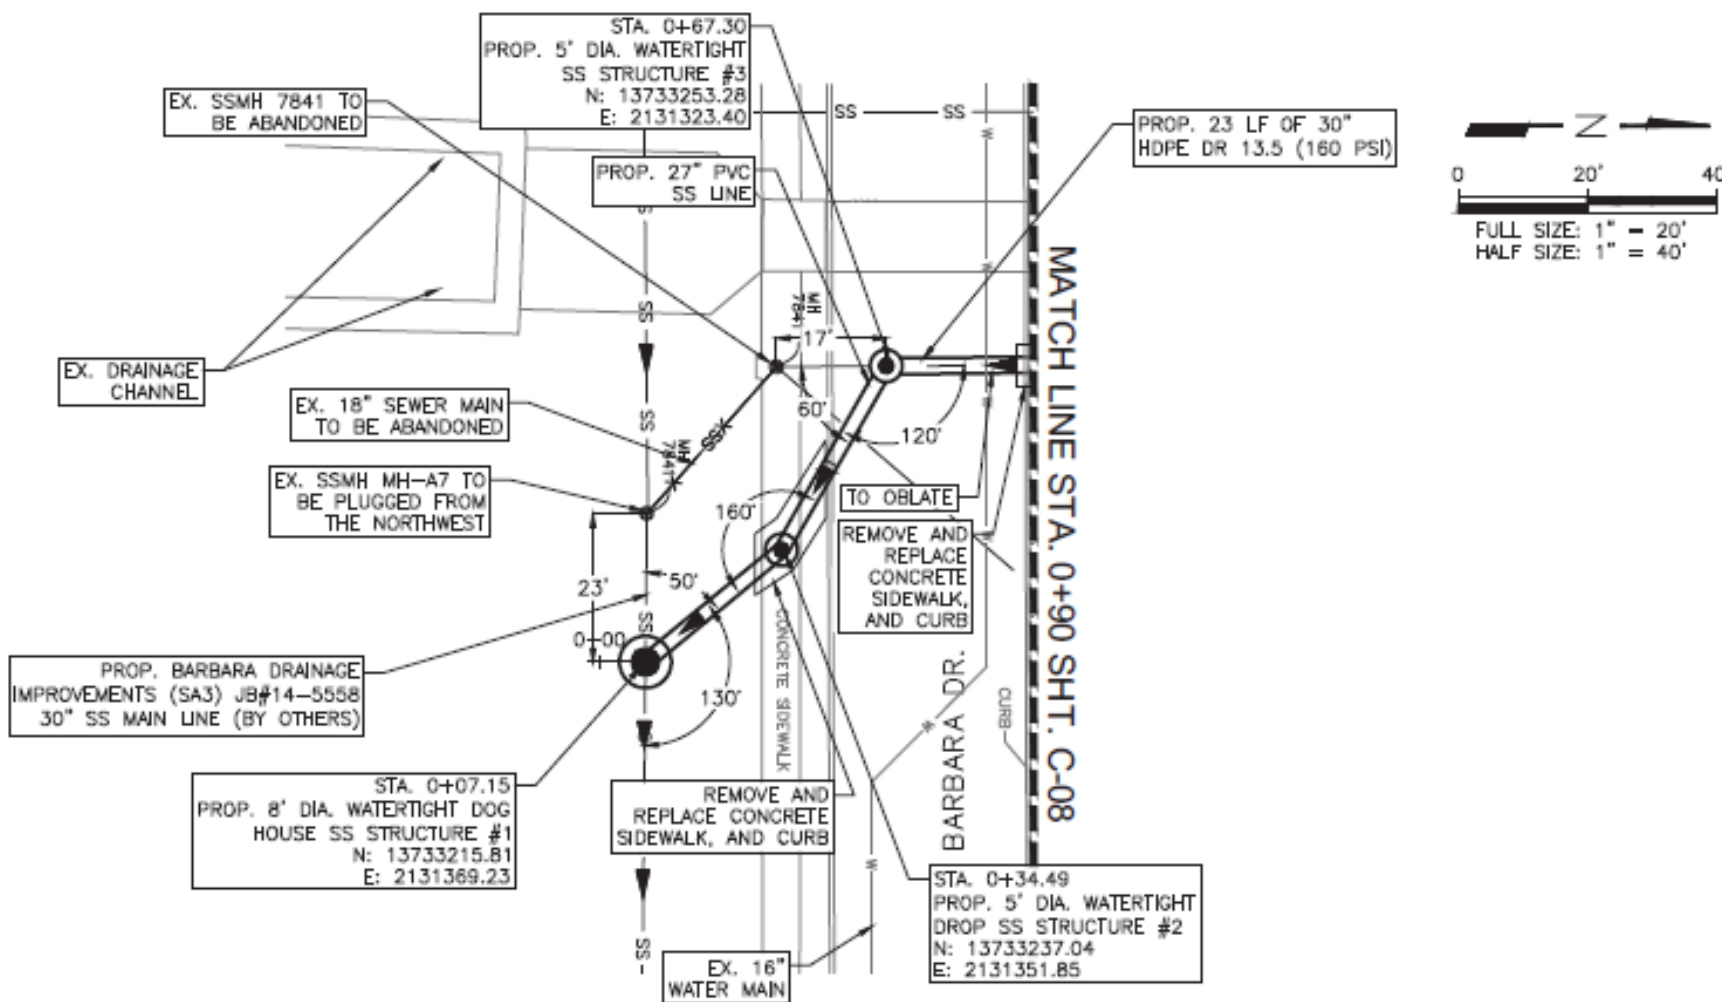 STA. 0+67.30
PROP. 5' DIA. WATERTIGHT
SS STRUCTURE #3
N: 13733253.28
E: 2131323.40
EX. SSMH 7841 TO
BE ABANDONED
PROP. 27" PVC
SS LINE
SS
SS
W
PROP. 23 LF OF 30"
HDPE DR 13.5 (160 PSI)
N
0
20'
40
FULL SIZE: 1" = 20'
HALF SIZE: 1" = 40'
EX. DRAINAGE
CHANNEL
SS
MH
7841
17'
MATCH LINE STA. 0+90 SHT. C-08
EX. 18" SEWER MAIN
TO BE ABANDONED
SS
SSX
MH
60'
120'
EX. SSMH MH-A7 TO
BE PLUGGED FROM
THE NORTHWEST
160'
TO OBLATE
REMOVE AND
REPLACE
CONCRETE
SIDEWALK,
AND CURB
23'
50'
0+00
SS
PROP. BARBARA DRAINAGE
IMPROVEMENTS (SA3) JB#14-5558
30" SS MAIN LINE (BY OTHERS)
130'
CONCRETE SIDEWALK
BARBARA DR.
CURB
W
STA. 0+07.15
PROP. 8' DIA. WATERTIGHT DOG
HOUSE SS STRUCTURE #1
N: 13733215.81
E: 2131369.23
REMOVE AND
REPLACE CONCRETE
SIDEWALK, AND CURB
W
STA. 0+34.49
PROP. 5' DIA. WATERTIGHT
DROP SS STRUCTURE #2
N: 13733237.04
E: 2131351.85
SS
EX. 16"
WATER MAIN